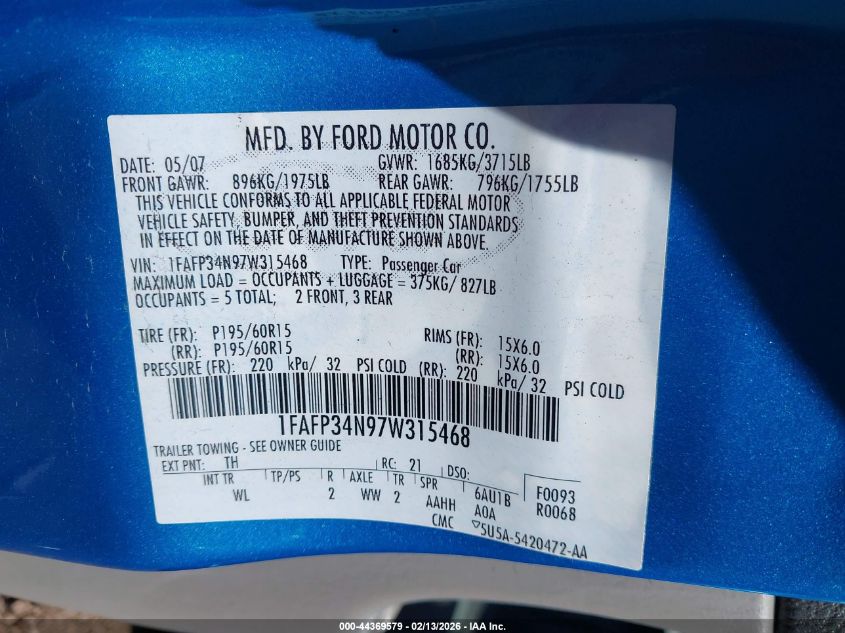 MFD. BY FORD MOTOR CO.
DATE: 05/07 GVWR: 1685KG/3715LB
FRONT GAWR: 896KG/1975LB REAR GAWR: 796KG/1755LB
THIS VEHICLE CONFORMS TO ALL APPLICABLE FEDERAL MOTOR
VEHICLE SAFETY, BUMPER, AND THEFT PREVENTION STANDARDS
IN EFFECT ON THE DATE OF MANUFACTURE SHOWN ABOVE.
VIN: 1FAFP34N97W315468 TYPE: Passenger Car
MAXIMUM LOAD = OCCUPANTS + LUGGAGE = 375KG/ 827LB
OCCUPANTS = 5 TOTAL; 2 FRONT, 3 REAR
TIRE (FR): P195/60R15 RIMS (FR): 15X6.0
(RR): P195/60R15 (RR): 15X6.0
PRESSURE (FR): 220 kPa/ 32 PSI COLD (RR): 220 kPa/ 32 PSI COLD
1FAFP34N97W315468
TRAILER TOWING - SEE OWNER GUIDE
EXT PNT: TH RC: 21 DSO:
INT TR TP/PS R AXLE TR SPR 6AU1B F0093
WL 2 WW 2 AAHH A0A R0068
CMC ▽5U5A-5420472-AA
000-44369579 - 02/13/2026 - IAA Inc.